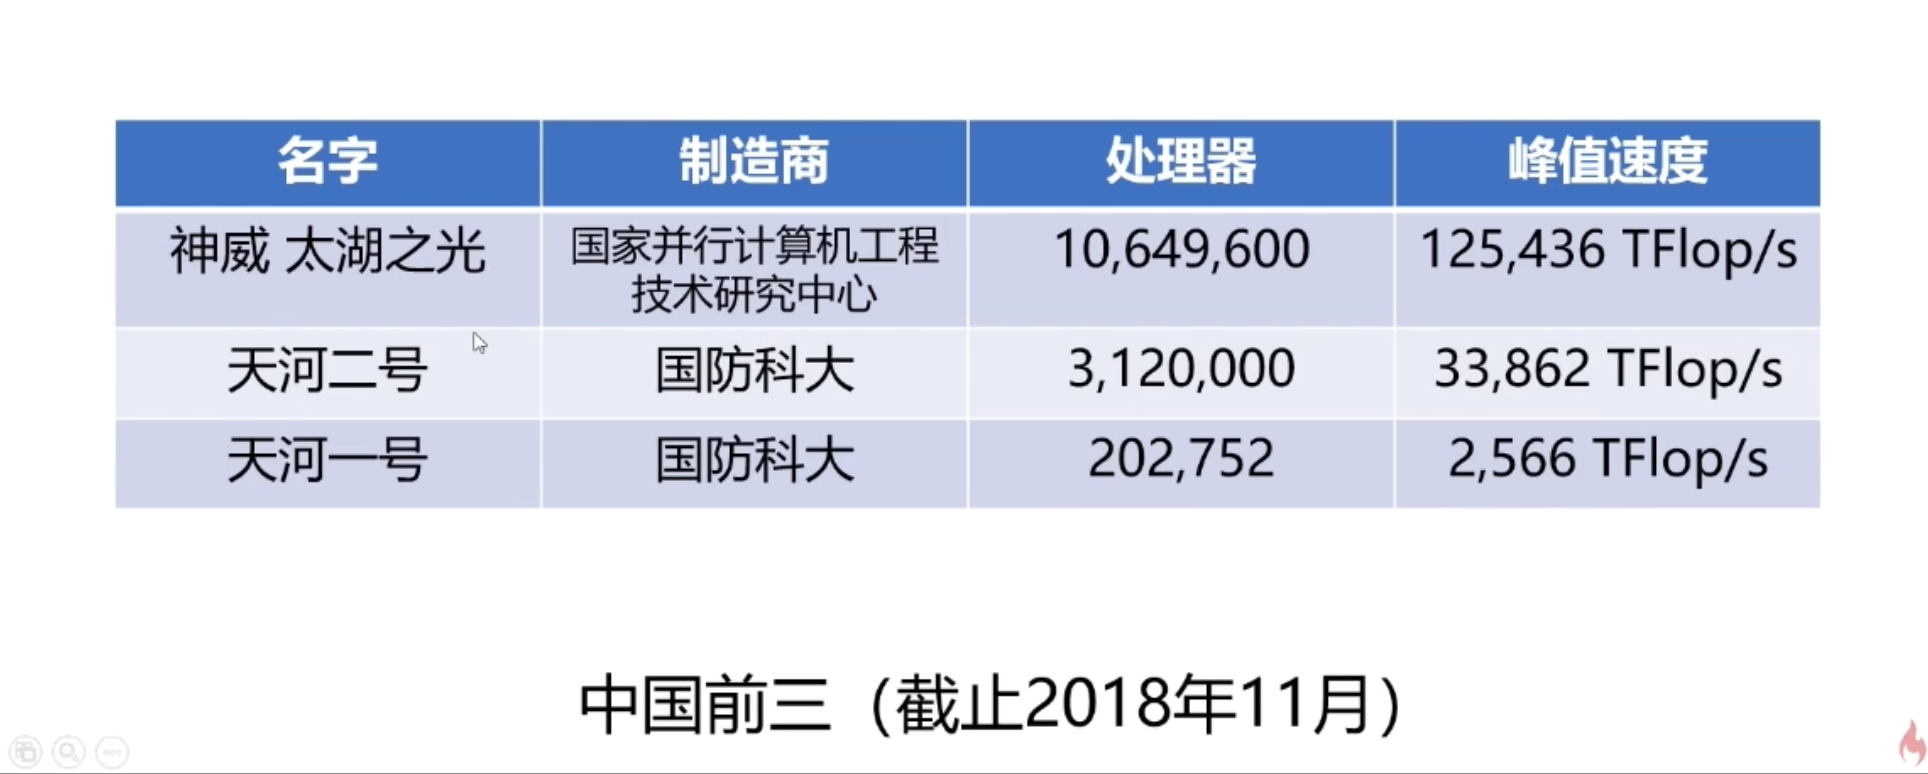 名字 制造商 处理器 峰值速度
神威 太湖之光 国家并行计算机工程 10,649,600 125,436 TFlop/s
技术研究中心
天河二号 国防科大 3,120,000 33,862 TFlop/s
天河一号 国防科大 202,752 2,566 TFlop/s
中国前三（截止2018年11月）